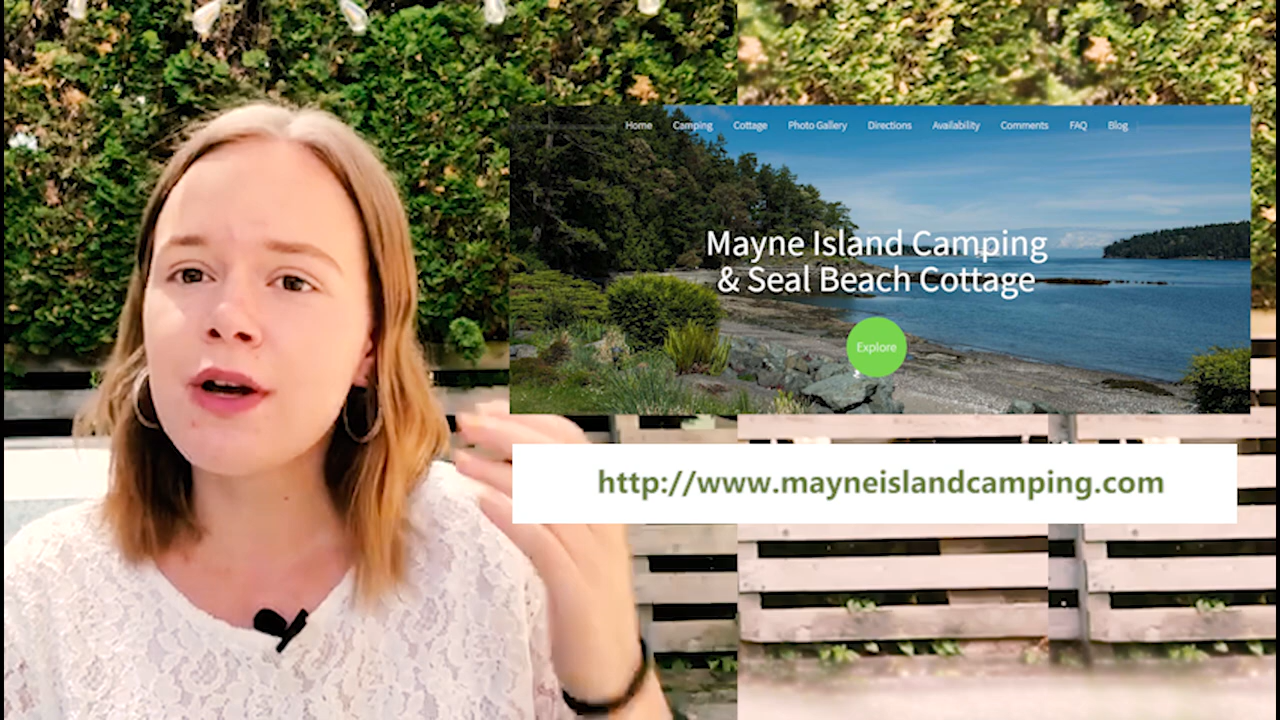 Home Camping Cottage Photo Gallery Directions Availability Comments FAQ Blog
Mayne Island Camping
& Seal Beach Cottage
Explore
http://www.mayneislandcamping.com